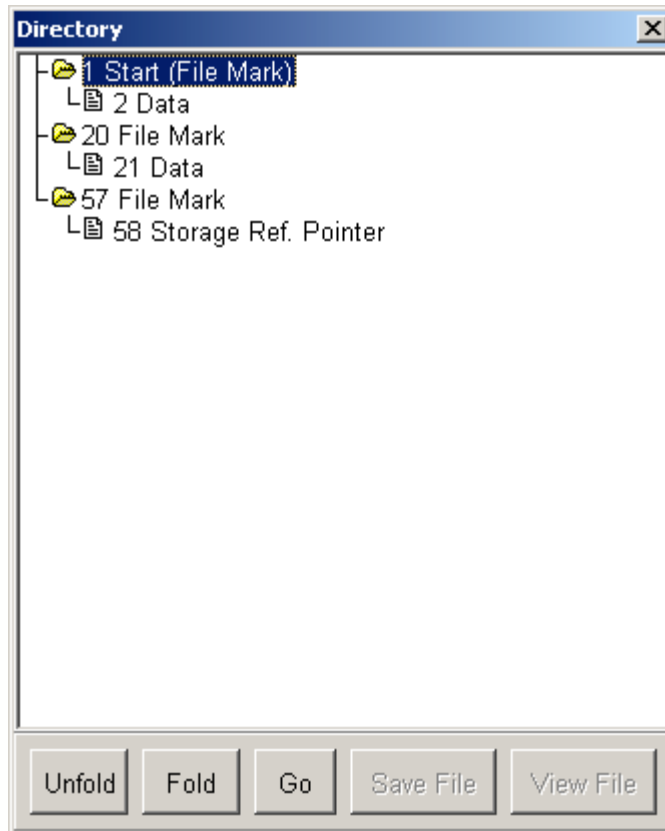 Directory
1 Start (File Mark)
2 Data
20 File Mark
21 Data
57 File Mark
58 Storage Ref. Pointer
Unfold Fold Go Save File View File